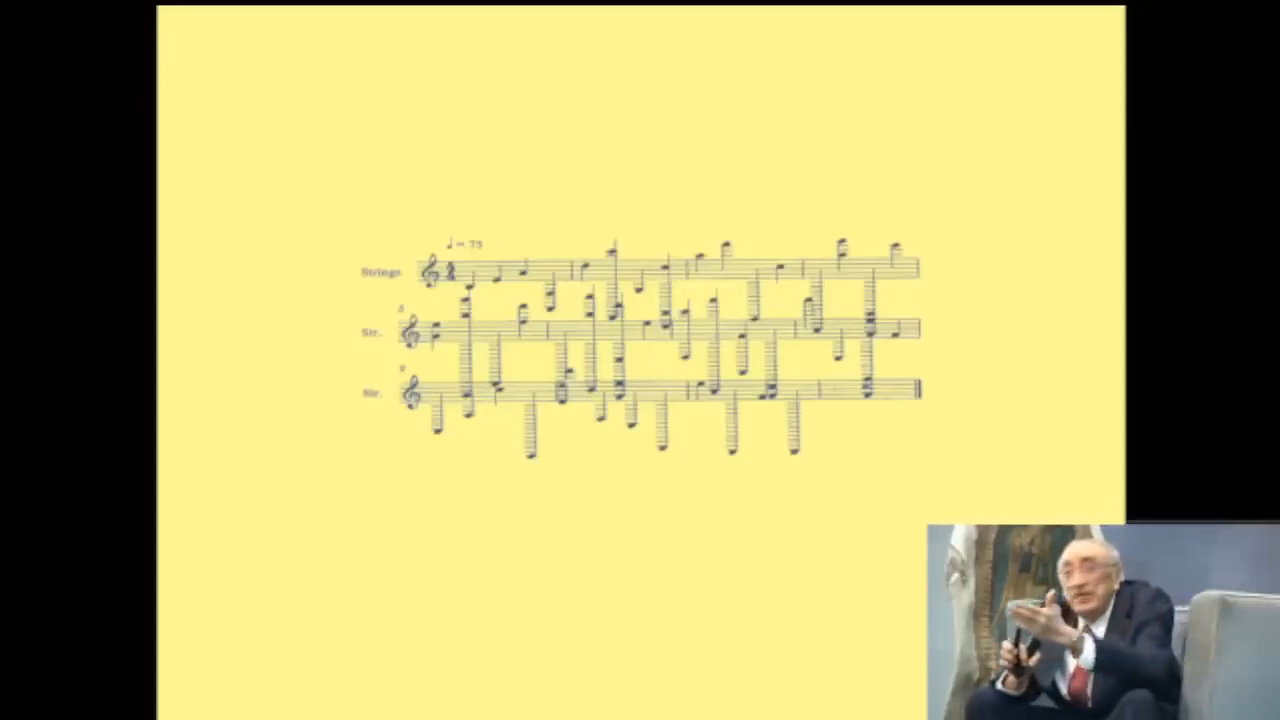 ♩ = 75
Strings
Str.
Str.